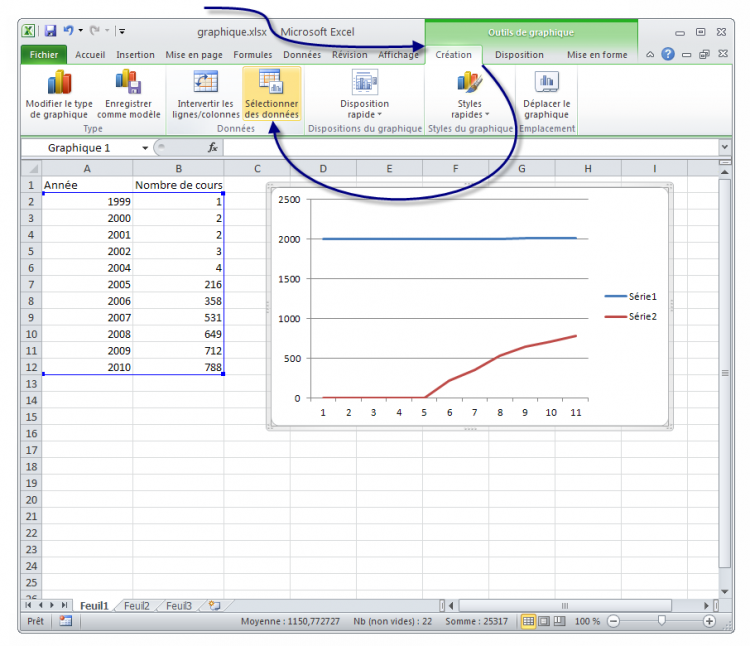 graphique.xlsx - Microsoft Excel
Outils de graphique
Fichier Accueil Insertion Mise en page Formules Données Révision Affichage Création Disposition Mise en forme
Modifier le type de graphique
Enregistrer comme modèle
Intervertir les lignes/colonnes
Sélectionner des données
Disposition rapide
Styles rapides
Déplacer le graphique
Type Données Dispositions du graphique Styles du graphique Emplacement
Graphique 1 fx
A B C D E F G H I
1 Année Nombre de cours
2 1999 1
3 2000 2
4 2001 2
5 2002 3
6 2004 4
7 2005 216
8 2006 358
9 2007 531
10 2008 649
11 2009 712
12 2010 788
13
14
15
16
17
18
19
20
21
22
23
24
25
26
2500
2000
1500
1000
500
0
1 2 3 4 5 6 7 8 9 10 11
Série1
Série2
Feuil1 Feuil2 Feuil3
Prêt Moyenne : 1150,772727 Nb (non vides) : 22 Somme : 25317 100 %